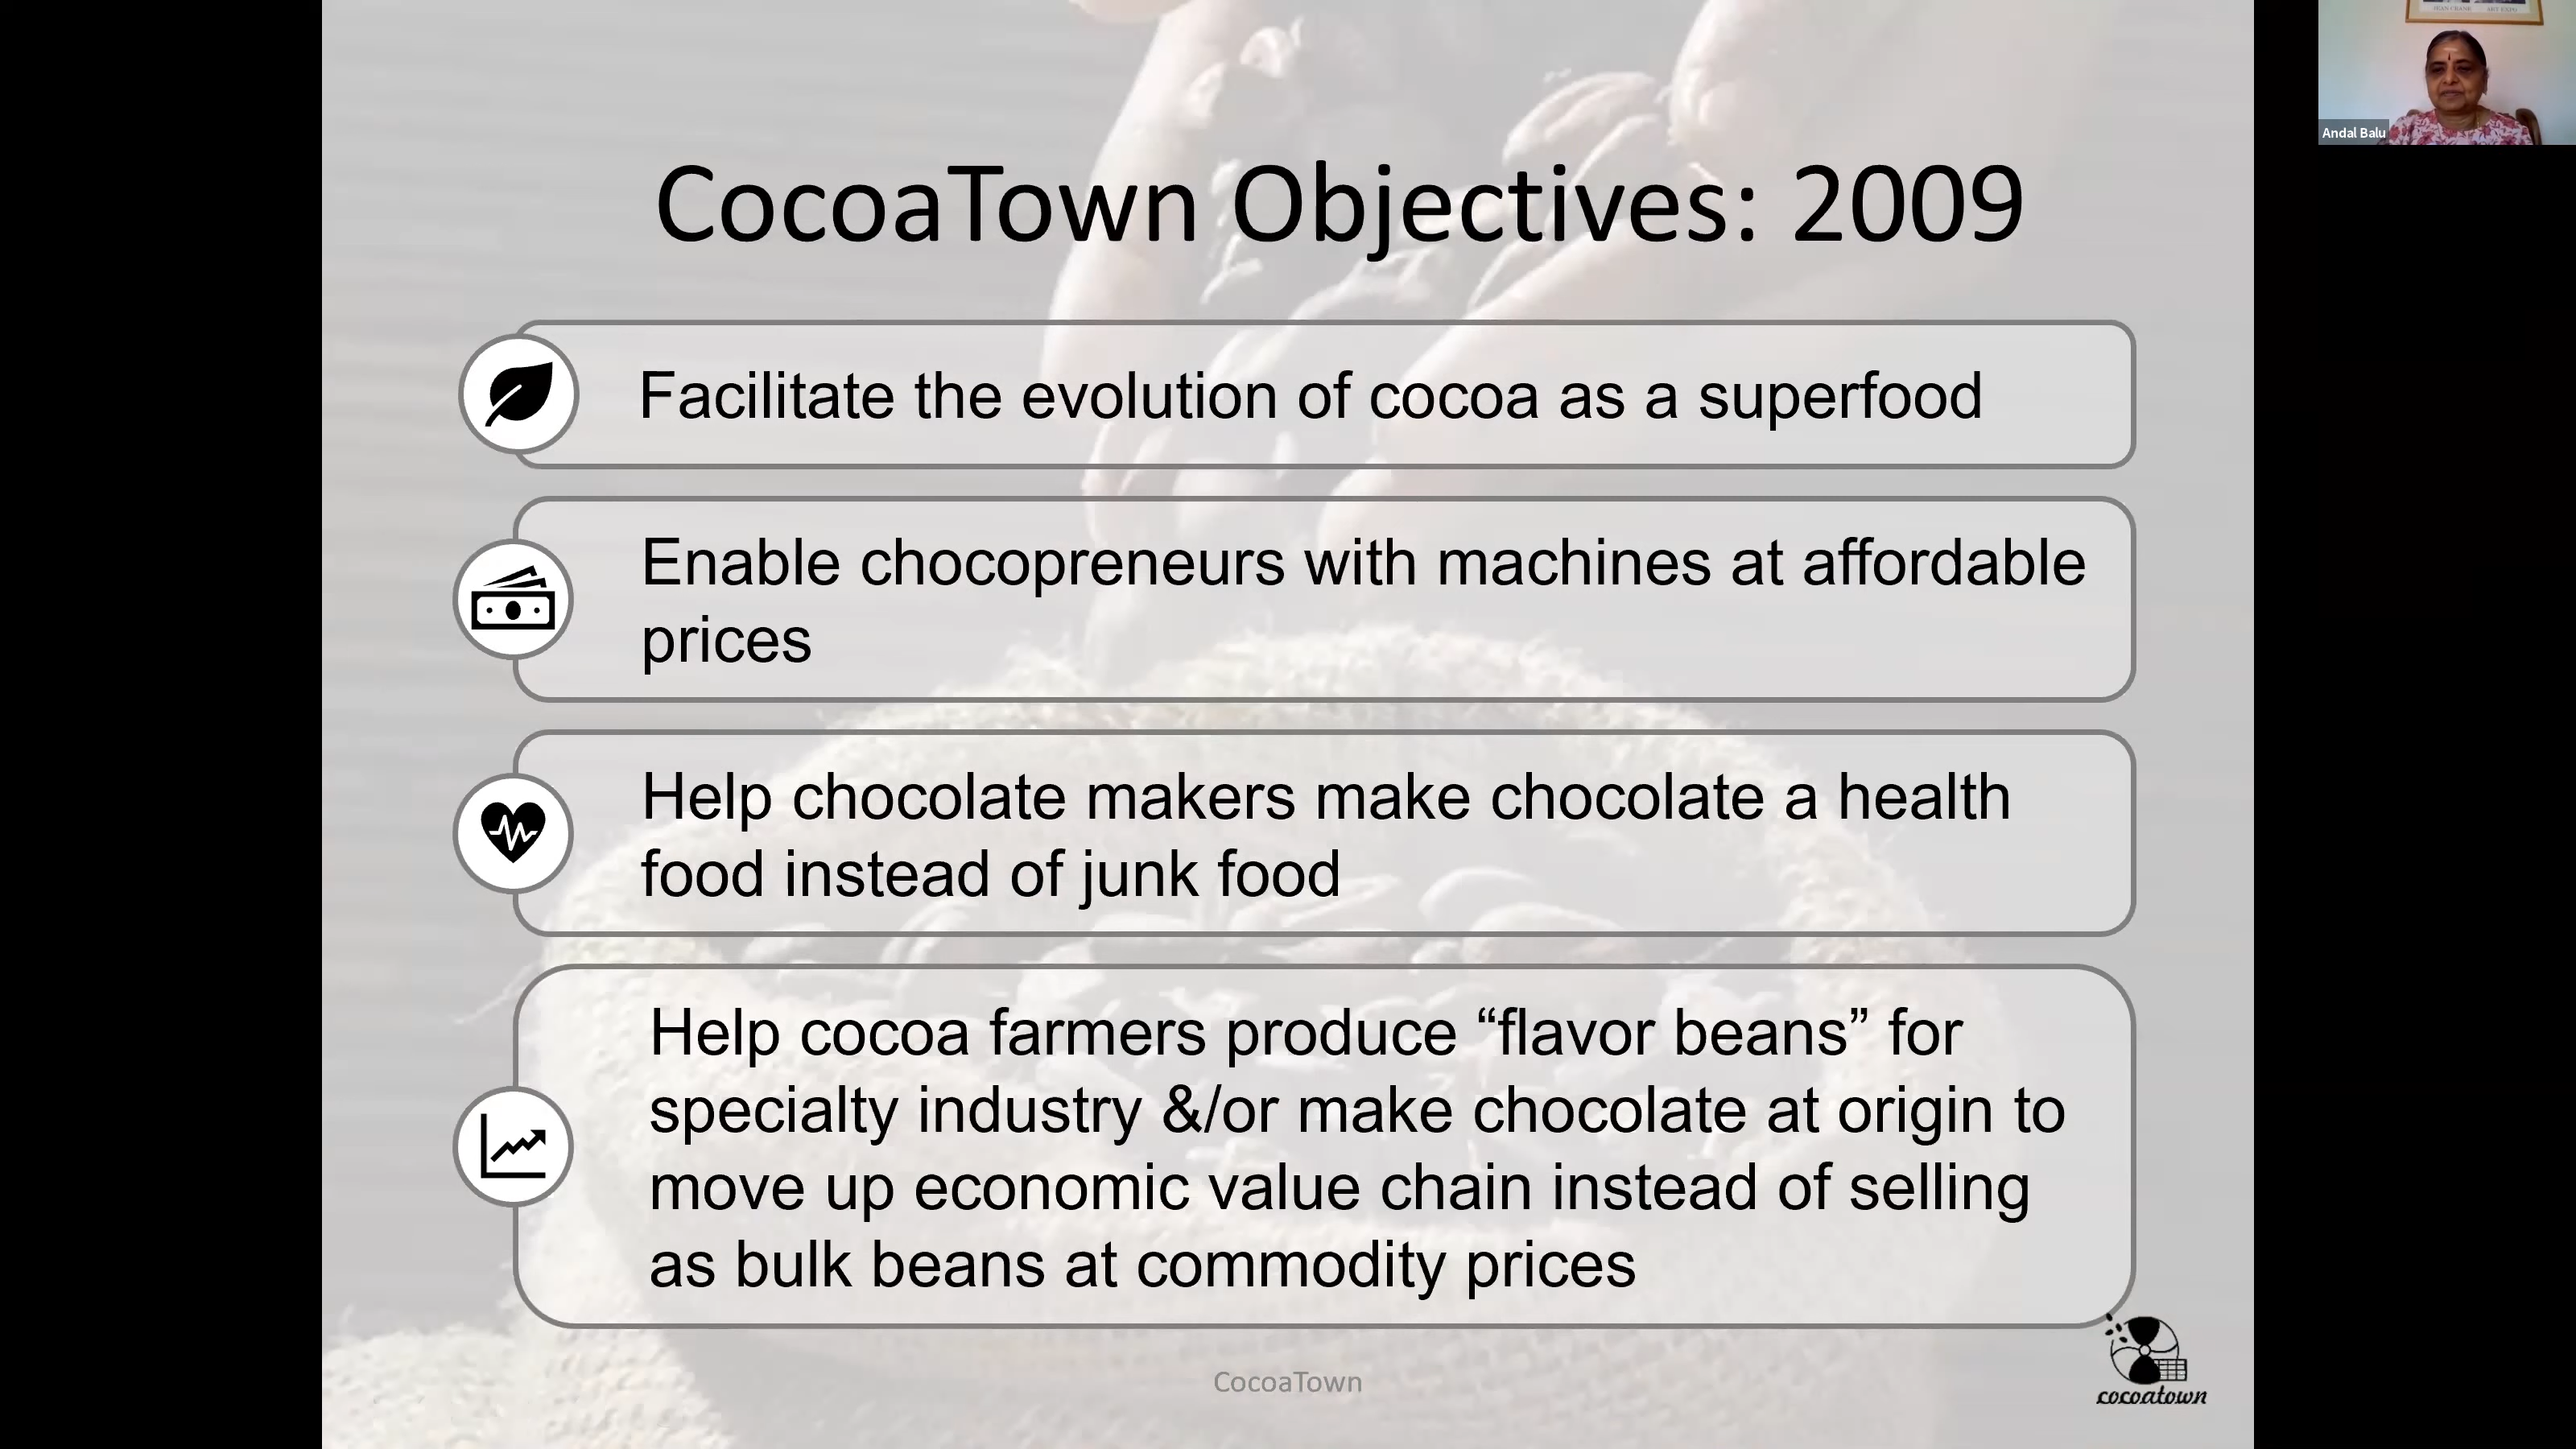 CocoaTown Objectives: 2009
Facilitate the evolution of cocoa as a superfood
Enable chocopreneurs with machines at affordable
prices
Help chocolate makers make chocolate a health
food instead of junk food
Help cocoa farmers produce “flavor beans” for
specialty industry &/or make chocolate at origin to
move up economic value chain instead of selling
as bulk beans at commodity prices
CocoaTown
cocoatown
Andal Balu